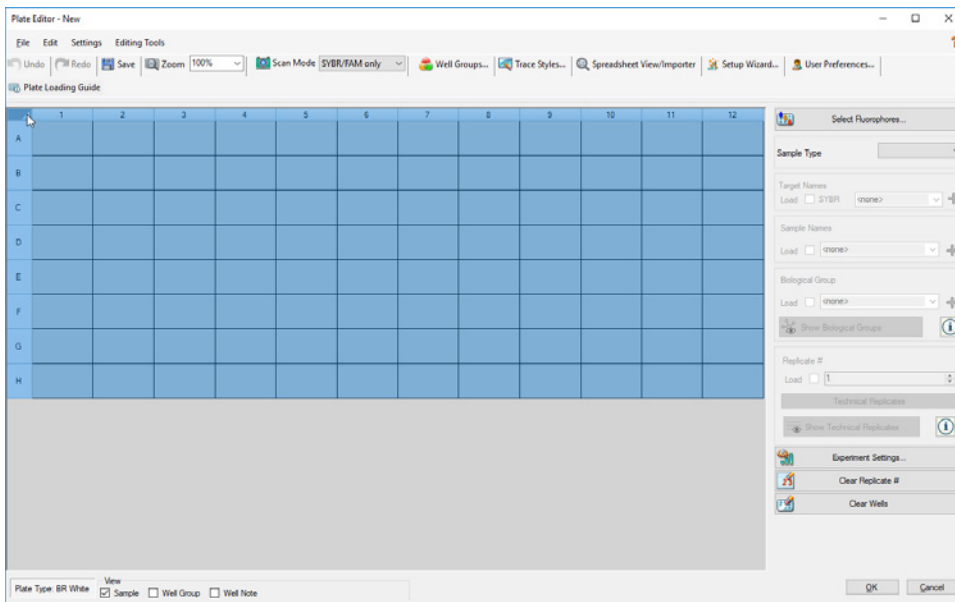 Plate Editor - New
File Edit Settings Editing Tools
Undo Redo Save Zoom 100% Scan Mode SYBR/FAM only Well Groups... Trace Styles... Spreadsheet View/Importer Setup Wizard... User Preferences...
Plate Loading Guide
1 2 3 4 5 6 7 8 9 10 11 12
A
B
C
D
E
F
G
H
Select Fluorophores...
Sample Type
Target Names
Load SYBR <none>
Sample Names
Load <none>
Biological Group
Load <none>
Show Biological Groups
Replicate #
Load 1
Technical Replicates
Show Technical Replicates
Experiment Settings...
Clear Replicate #
Clear Wells
Plate Type: BR White View
Sample Well Group Well Note
OK Cancel